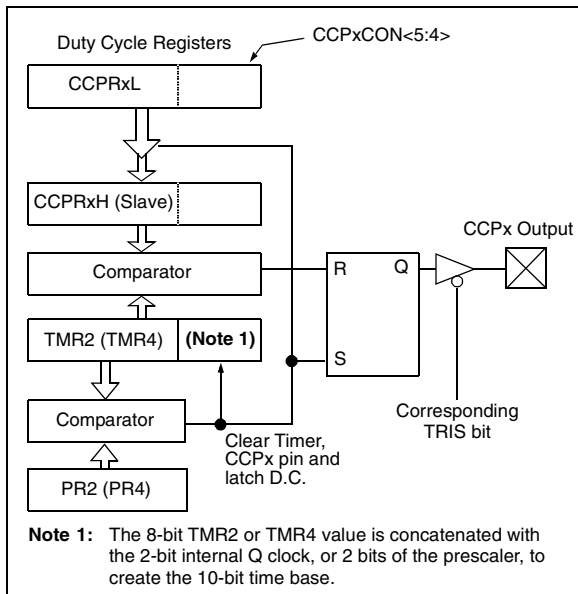 Duty Cycle Registers
CCPxCON<5:4>
CCPRxL
CCPRxH (Slave)
CCPx Output
Comparator
R
Q
TMR2 (TMR4)
(Note 1)
S
Comparator
Corresponding
TRIS bit
Clear Timer,
CCPx pin and
latch D.C.
PR2 (PR4)
Note 1: The 8-bit TMR2 or TMR4 value is concatenated with
the 2-bit internal Q clock, or 2 bits of the prescaler, to
create the 10-bit time base.